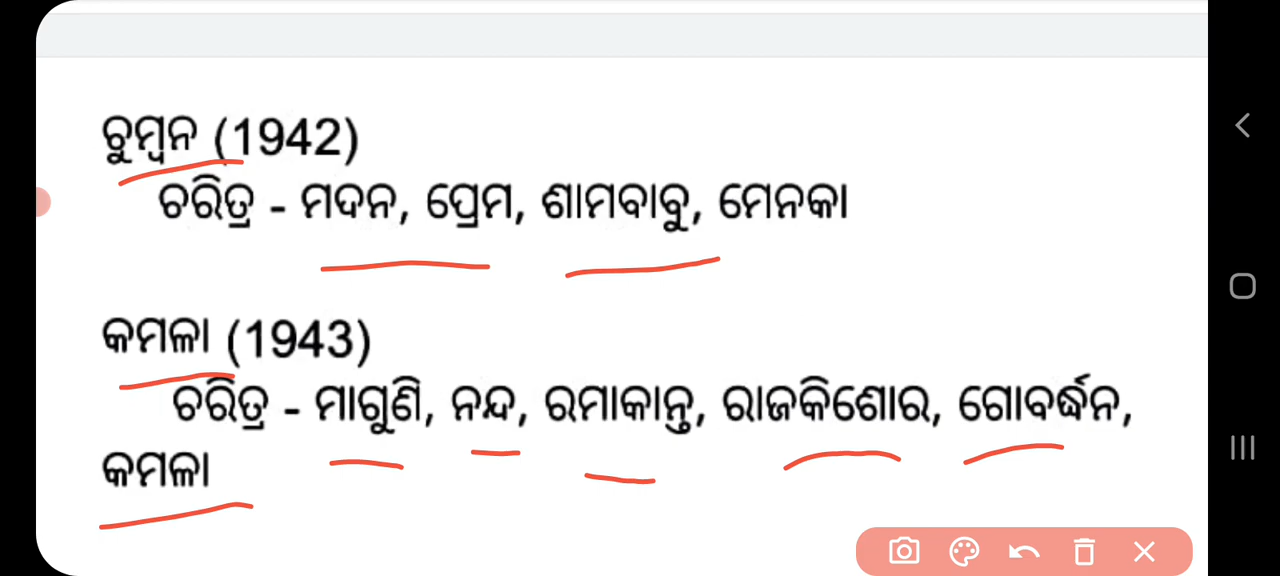 ଚୁମ୍ବନ (1942)
ଚରିତ୍ର - ମଦନ, ପ୍ରେମ, ଶାମବାବୁ, ମେନକା
କମଳା (1943)
ଚରିତ୍ର - ମାଗୁଣି, ନନ୍ଦ, ରମାକାନ୍ତ, ରାଜକିଶୋର, ଗୋବର୍ଦ୍ଧନ,
କମଳା